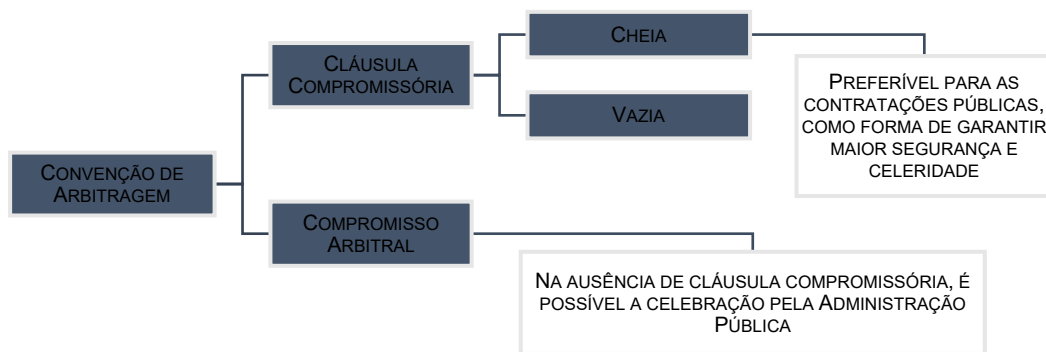 CONVENÇÃO DE
ARBITRAGEM
CLÁUSULA
COMPROMISSÓRIA
CHEIA
PREFERÍVEL PARA AS
CONTRATAÇÕES PÚBLICAS,
COMO FORMA DE GARANTIR
MAIOR SEGURANÇA E
CELERIDADE
VAZIA
COMPROMISSO
ARBITRAL
NA AUSÊNCIA DE CLÁUSULA COMPROMISSÓRIA, É
POSSÍVEL A CELEBRAÇÃO PELA ADMINISTRAÇÃO
PÚBLICA